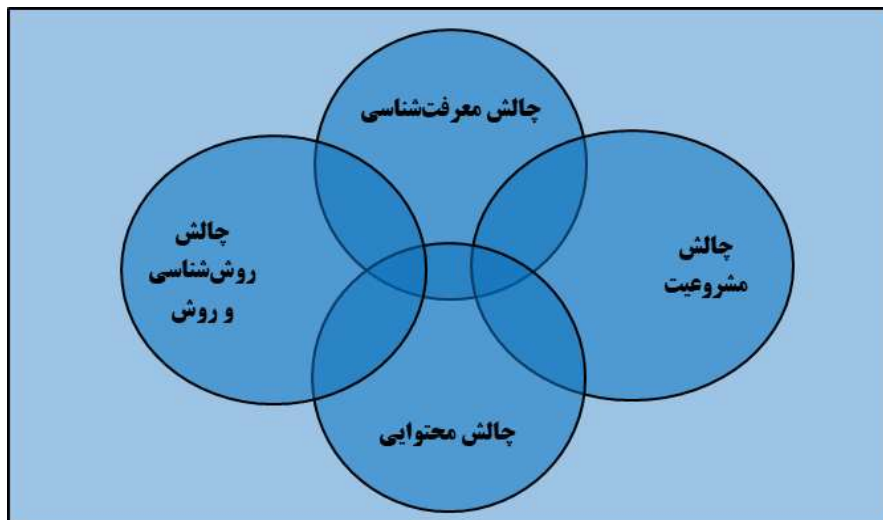 چالش معرفت‌شناسی
چالش
مشروعیت
چالش
روش‌شناسی
و روش
چالش محتوایی